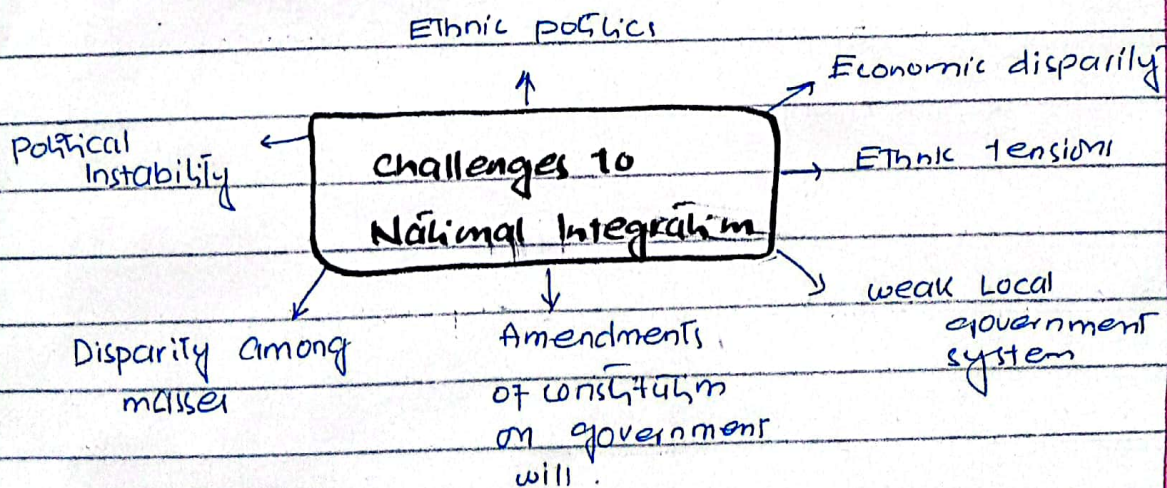 Ethnic politics
Economic disparity
Political
Instability
Challenges to
National Integration
Ethnic tensions
weak Local
government
system
Disparity among
masses
Amendments
of constitution
on government
will.